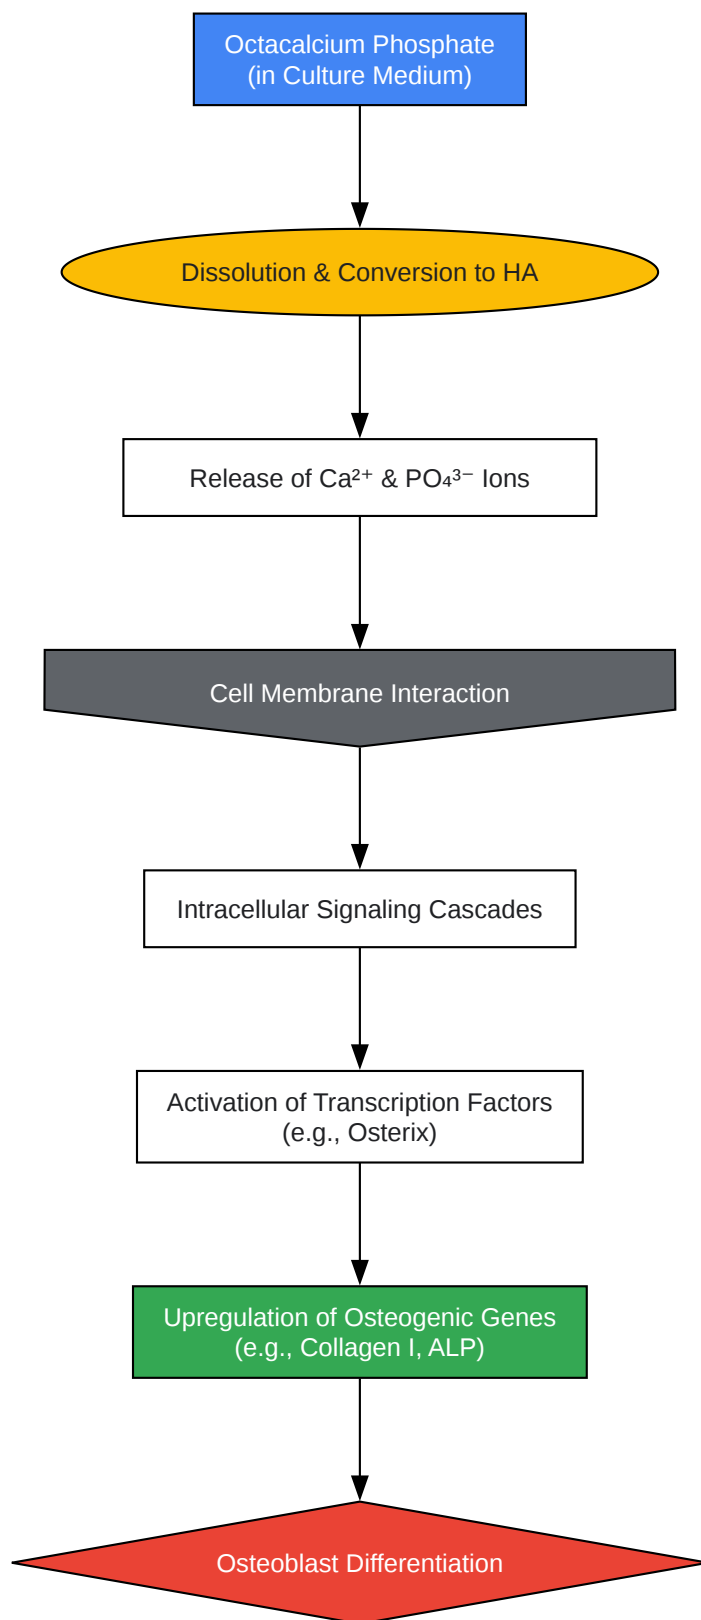 Octacalcium Phosphate
(in Culture Medium)
Dissolution & Conversion to HA
Release of Ca²⁺ & PO₄³⁻ Ions
Cell Membrane Interaction
Intracellular Signaling Cascades
Activation of Transcription Factors
(e.g., Osterix)
Upregulation of Osteogenic Genes
(e.g., Collagen I, ALP)
Osteoblast Differentiation